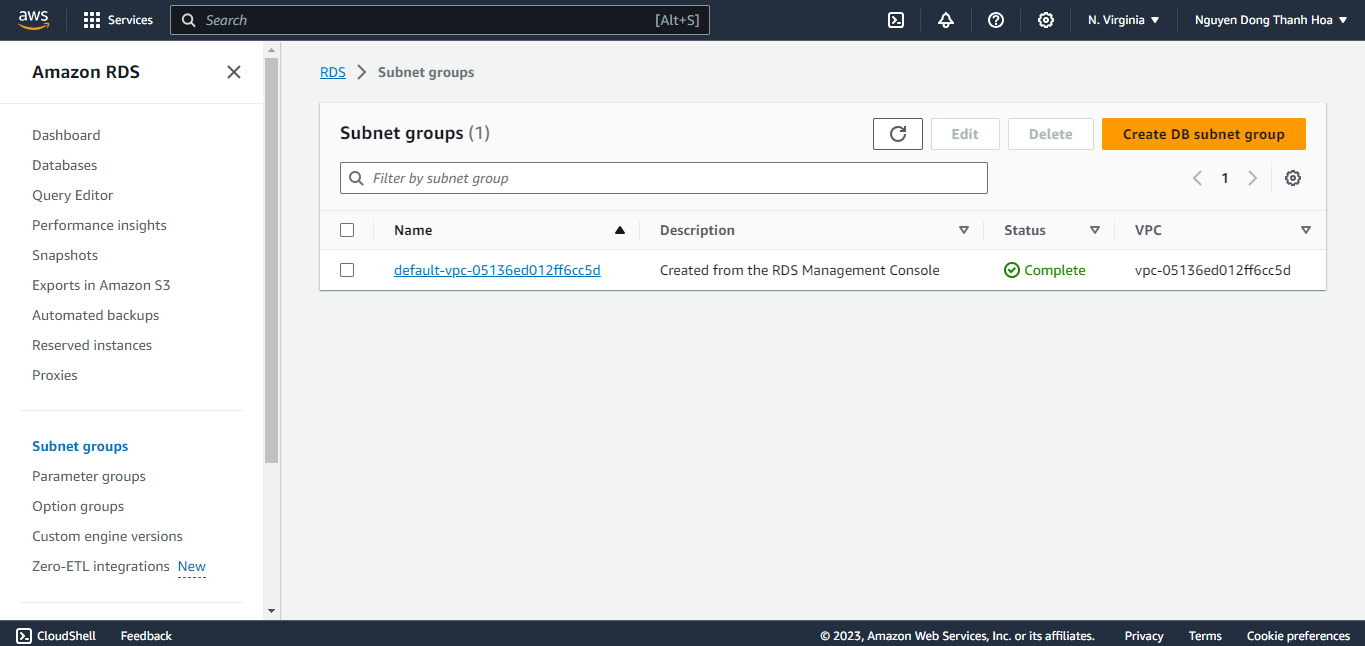 aws Services Search [Alt+S] N. Virginia Nguyen Dong Thanh Hoa
Amazon RDS
Dashboard
Databases
Query Editor
Performance insights
Snapshots
Exports in Amazon S3
Automated backups
Reserved instances
Proxies
Subnet groups
Parameter groups
Option groups
Custom engine versions
Zero-ETL integrations New
RDS Subnet groups
Subnet groups (1) Edit Delete Create DB subnet group
Filter by subnet group 1
Name Description Status VPC
default-vpc-05136ed012ff6cc5d Created from the RDS Management Console Complete vpc-05136ed012ff6cc5d
CloudShell Feedback © 2023, Amazon Web Services, Inc. or its affiliates. Privacy Terms Cookie preferences